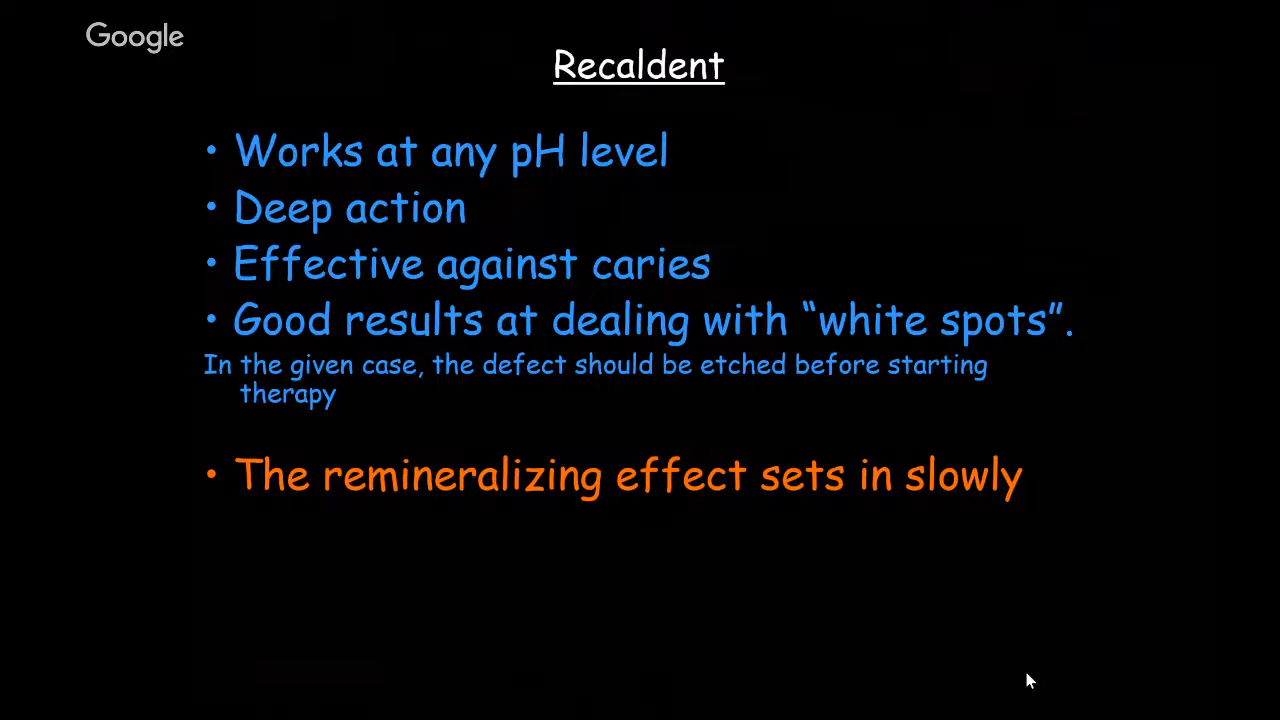 Google
Recaldent
• Works at any pH level
• Deep action
• Effective against caries
• Good results at dealing with “white spots”.
In the given case, the defect should be etched before starting
therapy
• The remineralizing effect sets in slowly